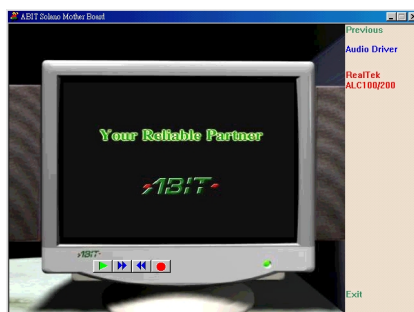 ABIT Solano Mother Board
Previous
Audio Driver
RealTek
ALC100/200
Your Reliable Partner
ABIT
ABIT
Exit